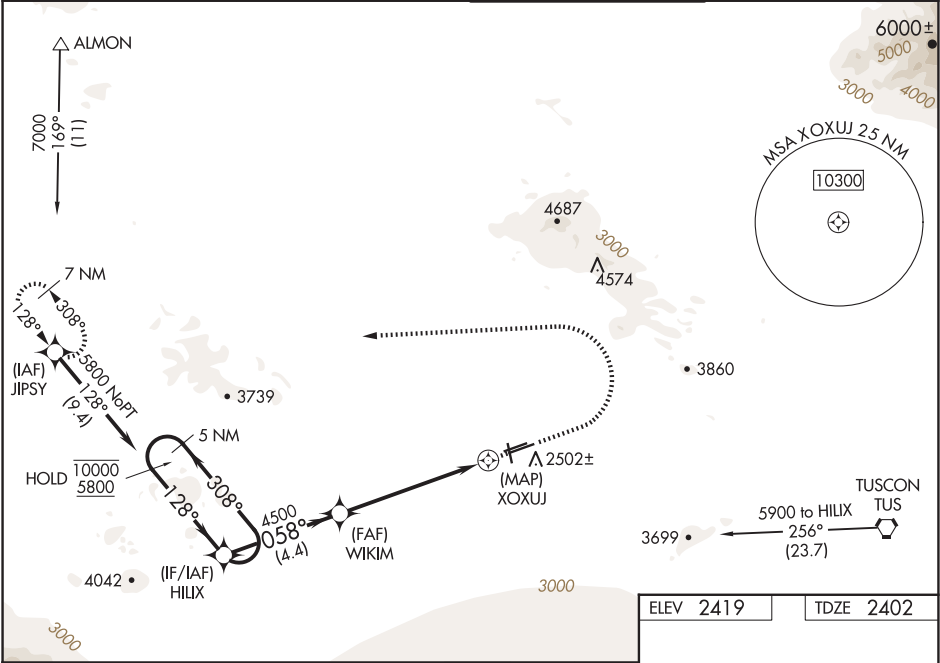 ALMON
6000±
5000
3000
4000
7000
169°
(11)
MSA XOXUJ 25 NM
10300
4687
3000
4574
7 NM
128°
308°
(IAF)
JIPSY
5800 NoPT
128°
(9.4)
3739
3860
5 NM
HOLD 10000
5800
128°
308°
2502±
(MAP)
XOXUJ
4500
058°
(4.4)
(FAF)
WIKIM
TUSCON
TUS
5900 to HILIX
256°
(23.7)
3699
4042
(IF/IAF)
HILIX
3000
3000
ELEV 2419
TDZE 2402